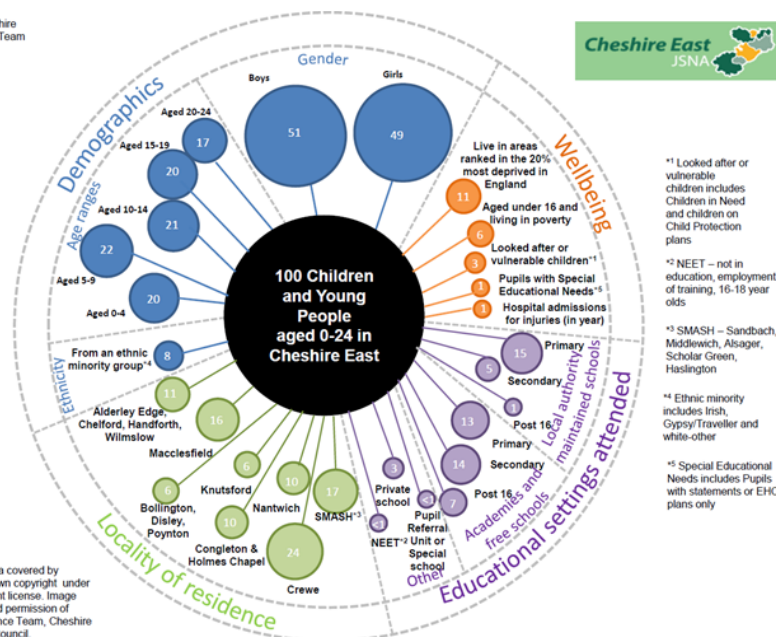 hire
Team
Cheshire East
JSNA
Demographics
Gender
Boys
51
Girls
49
Age ranges
Aged 20-24
17
Aged 15-19
20
Aged 10-14
21
22
Aged 5-9
20
Aged 0-4
Ethnicity
From an ethnic
minority group*4
8
100 Children
and Young
People
aged 0-24 in
Cheshire East
Wellbeing
Live in areas
ranked in the 20%
most deprived in
England
11
Aged under 16 and
living in poverty
6
Looked after or
vulnerable children*1
3
Pupils with Special
Educational Needs*5
1
Hospital admissions
for injuries (in year)
1
Educational settings attended
Local authority
maintained schools
15
Primary
5
Secondary
1
Post 16
Academies and
free schools
13
Primary
14
Secondary
7
Post 16
Other
<1
Pupil
Referral
Unit or
Special
school
3
Private
school
<1
NEET*2
Locality of residence
11
Alderley Edge,
Chelford, Handforth,
Wilmslow
16
Macclesfield
6
Bollington,
Disley,
Poynton
6
Knutsford
10
Congleton &
Holmes Chapel
10
Nantwich
24
Crewe
17
SMASH*3
*1 Looked after or
vulnerable
children includes
Children in Need
and children on
Child Protection
plans
*2 NEET – not in
education, employment
of training, 16-18 year
olds
*3 SMASH – Sandbach,
Middlewich, Alsager,
Scholar Green,
Haslington
*4 Ethnic minority
includes Irish,
Gypsy/Traveller and
white-other
*5 Special Educational
Needs includes Pupils
with statements or EHC
plans only
a covered by
wn copyright under
nt license. Image
d permission of
nce Team, Cheshire
ouncil